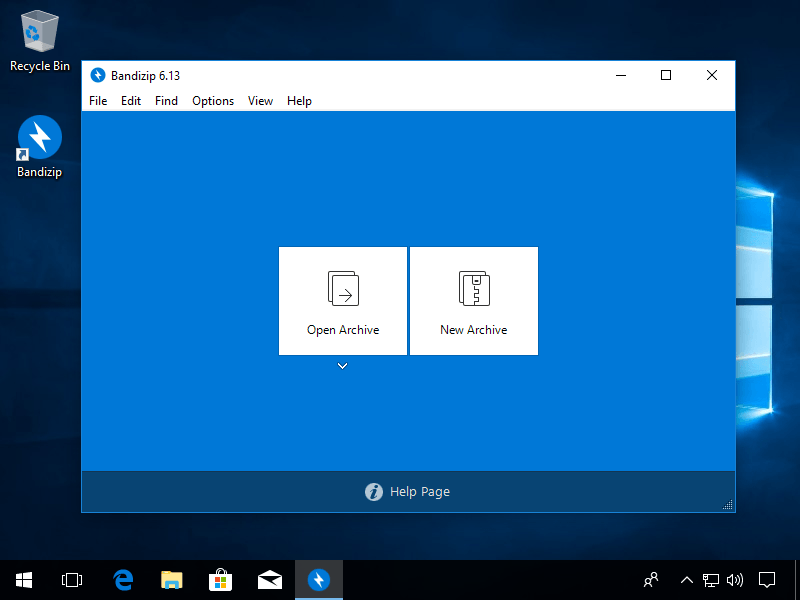 Recycle Bin
Bandizip
Bandizip 6.13
File Edit Find Options View Help
Open Archive
New Archive
Help Page